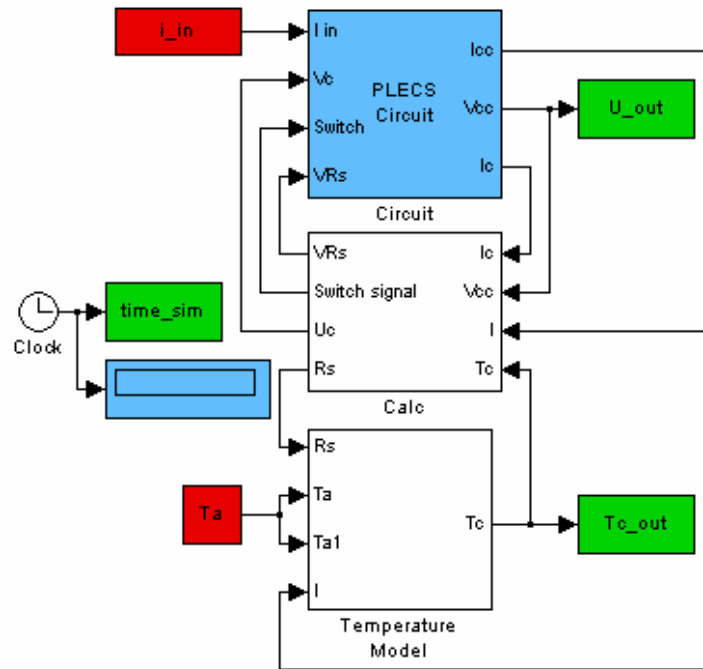 i_in
I in
Vc
Switch
VRs
PLECS
Circuit
Icc
Vcc
Ic
U_out
Circuit
VRs
Switch signal
Uc
Rs
Ic
Vcc
I
Tc
Calc
time_sim
Clock
Rs
Ta
Ta1
I
Tc
Ta
Tc_out
Temperature
Model